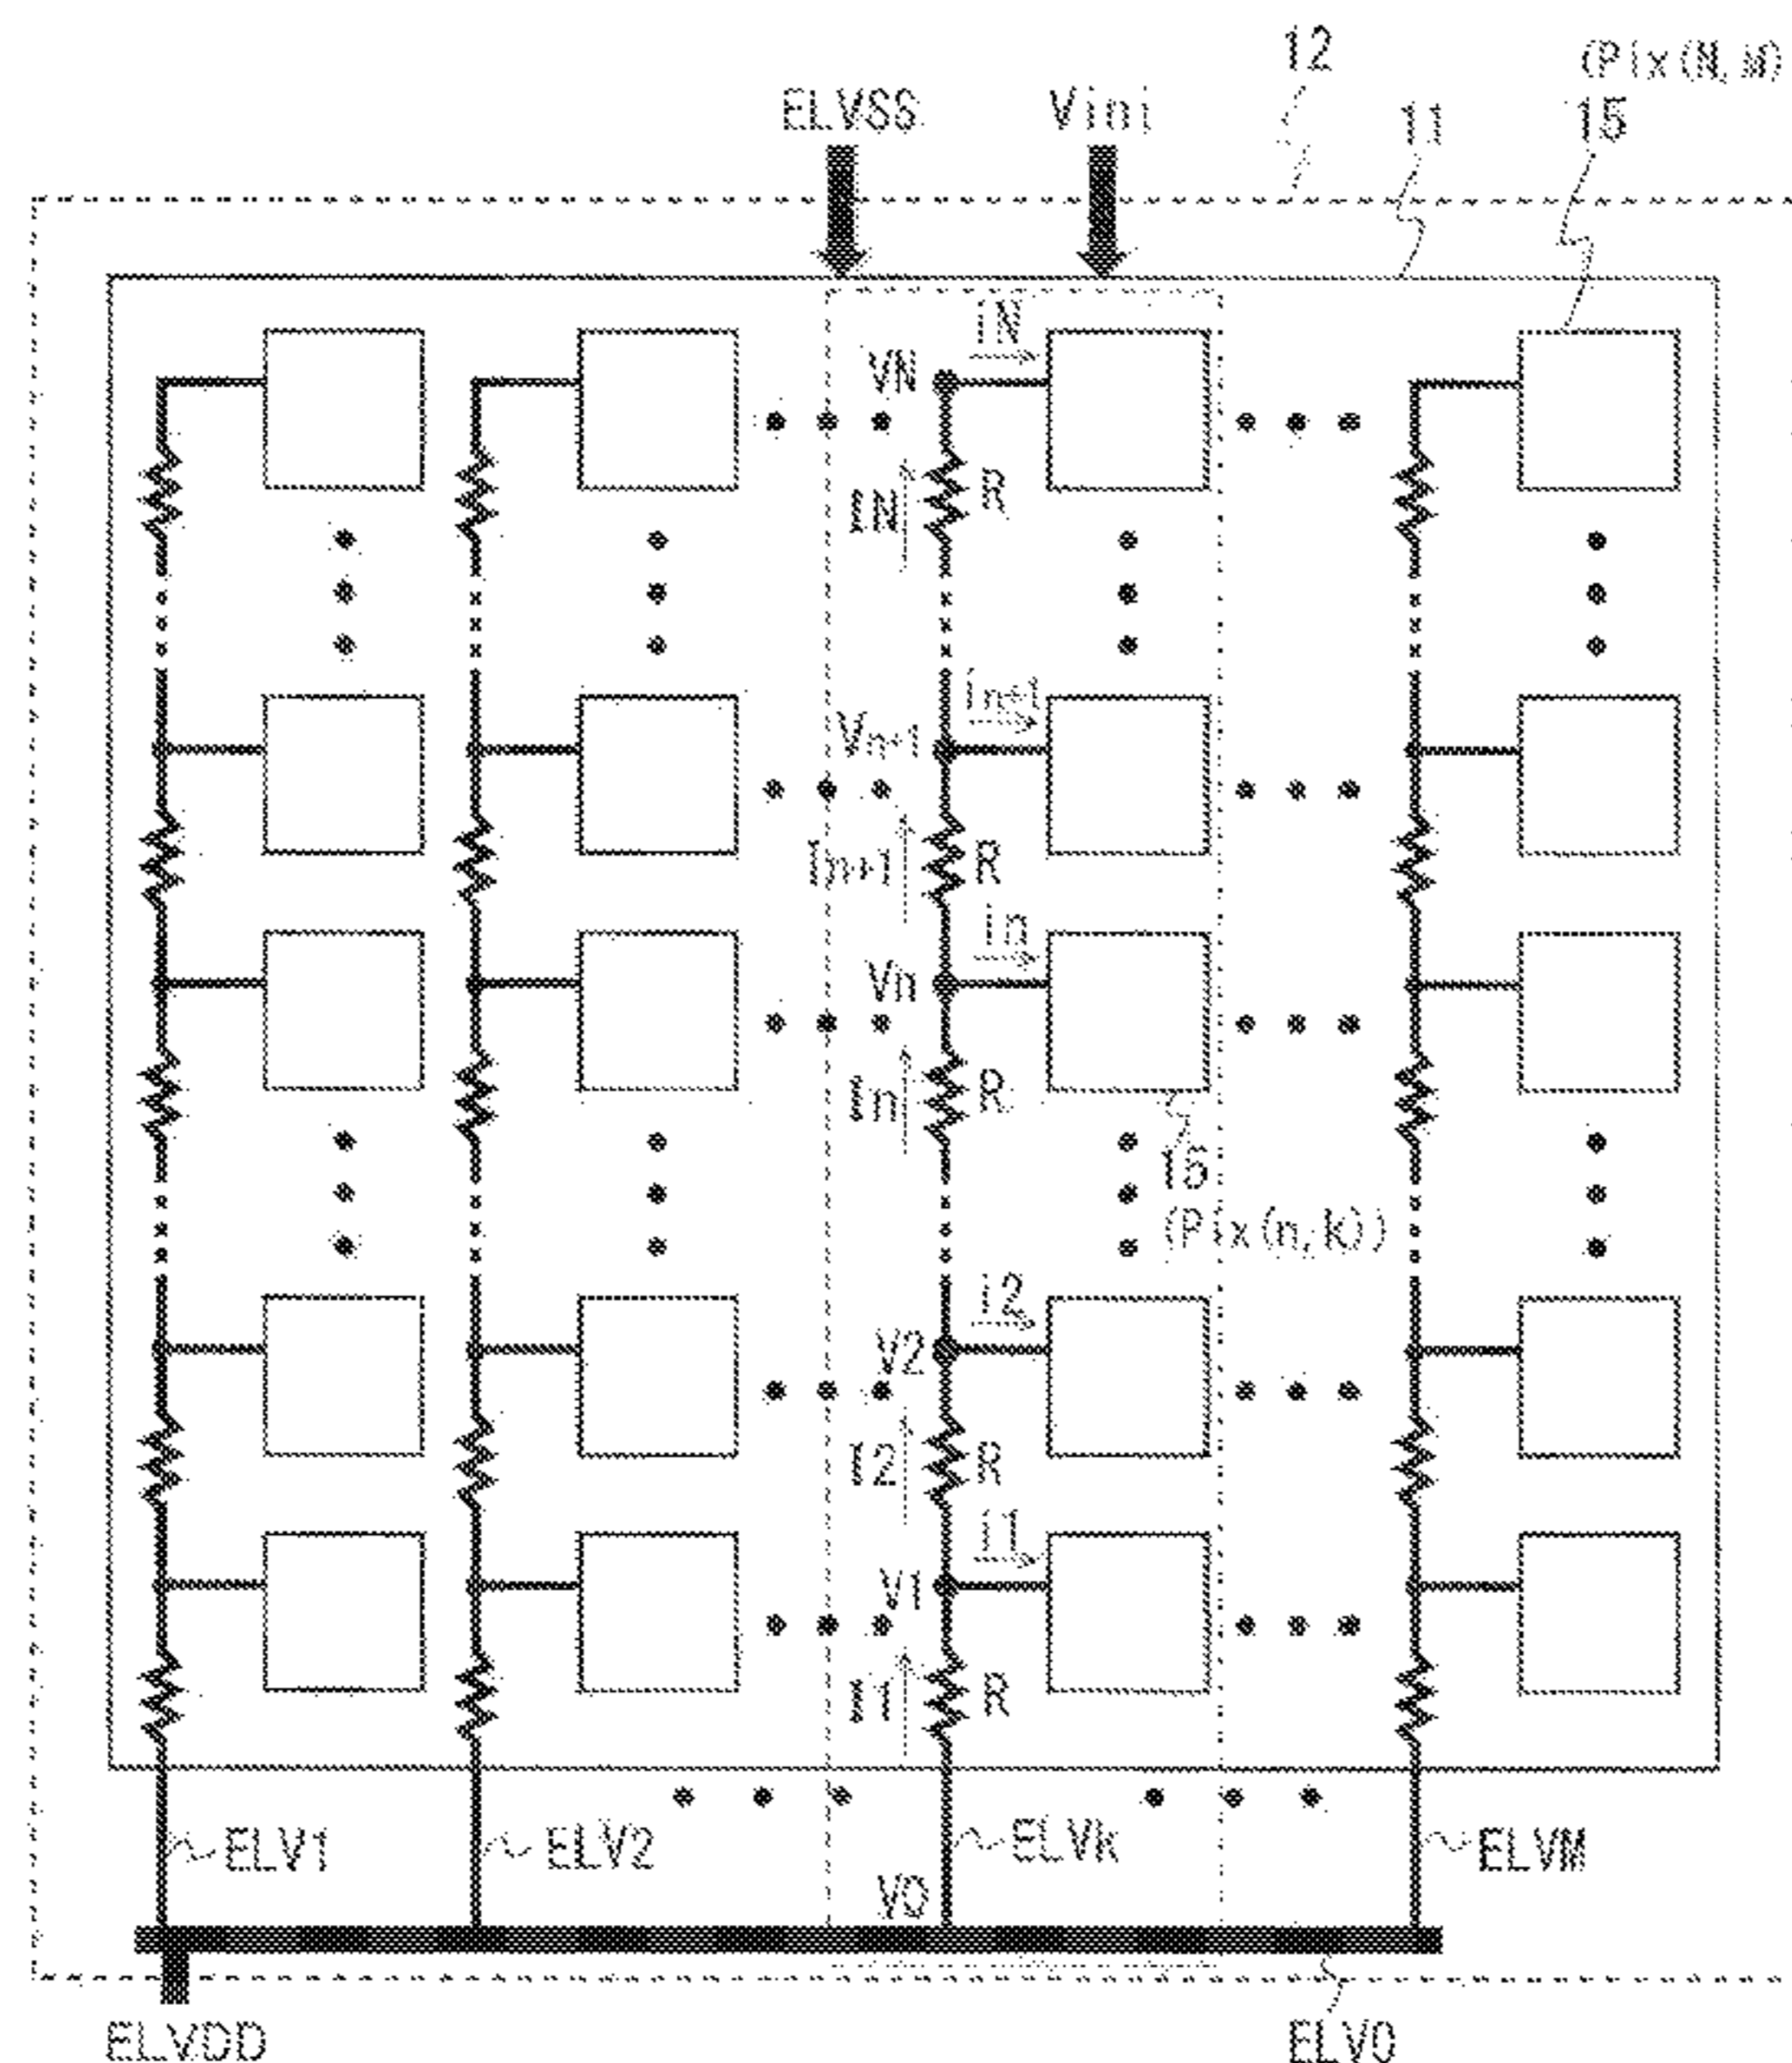 12
(Pix(N,M)
ELVSS
Vini
11
15
iN
VN
IN
R
in+1
Vn+1
In+1
R
in
Vn
In
R
15
(Pix(n,k))
i2
V2
I2
R
i1
V1
I1
R
ELV1
ELV2
ELVk
ELVM
V0
ELVDD
ELV0